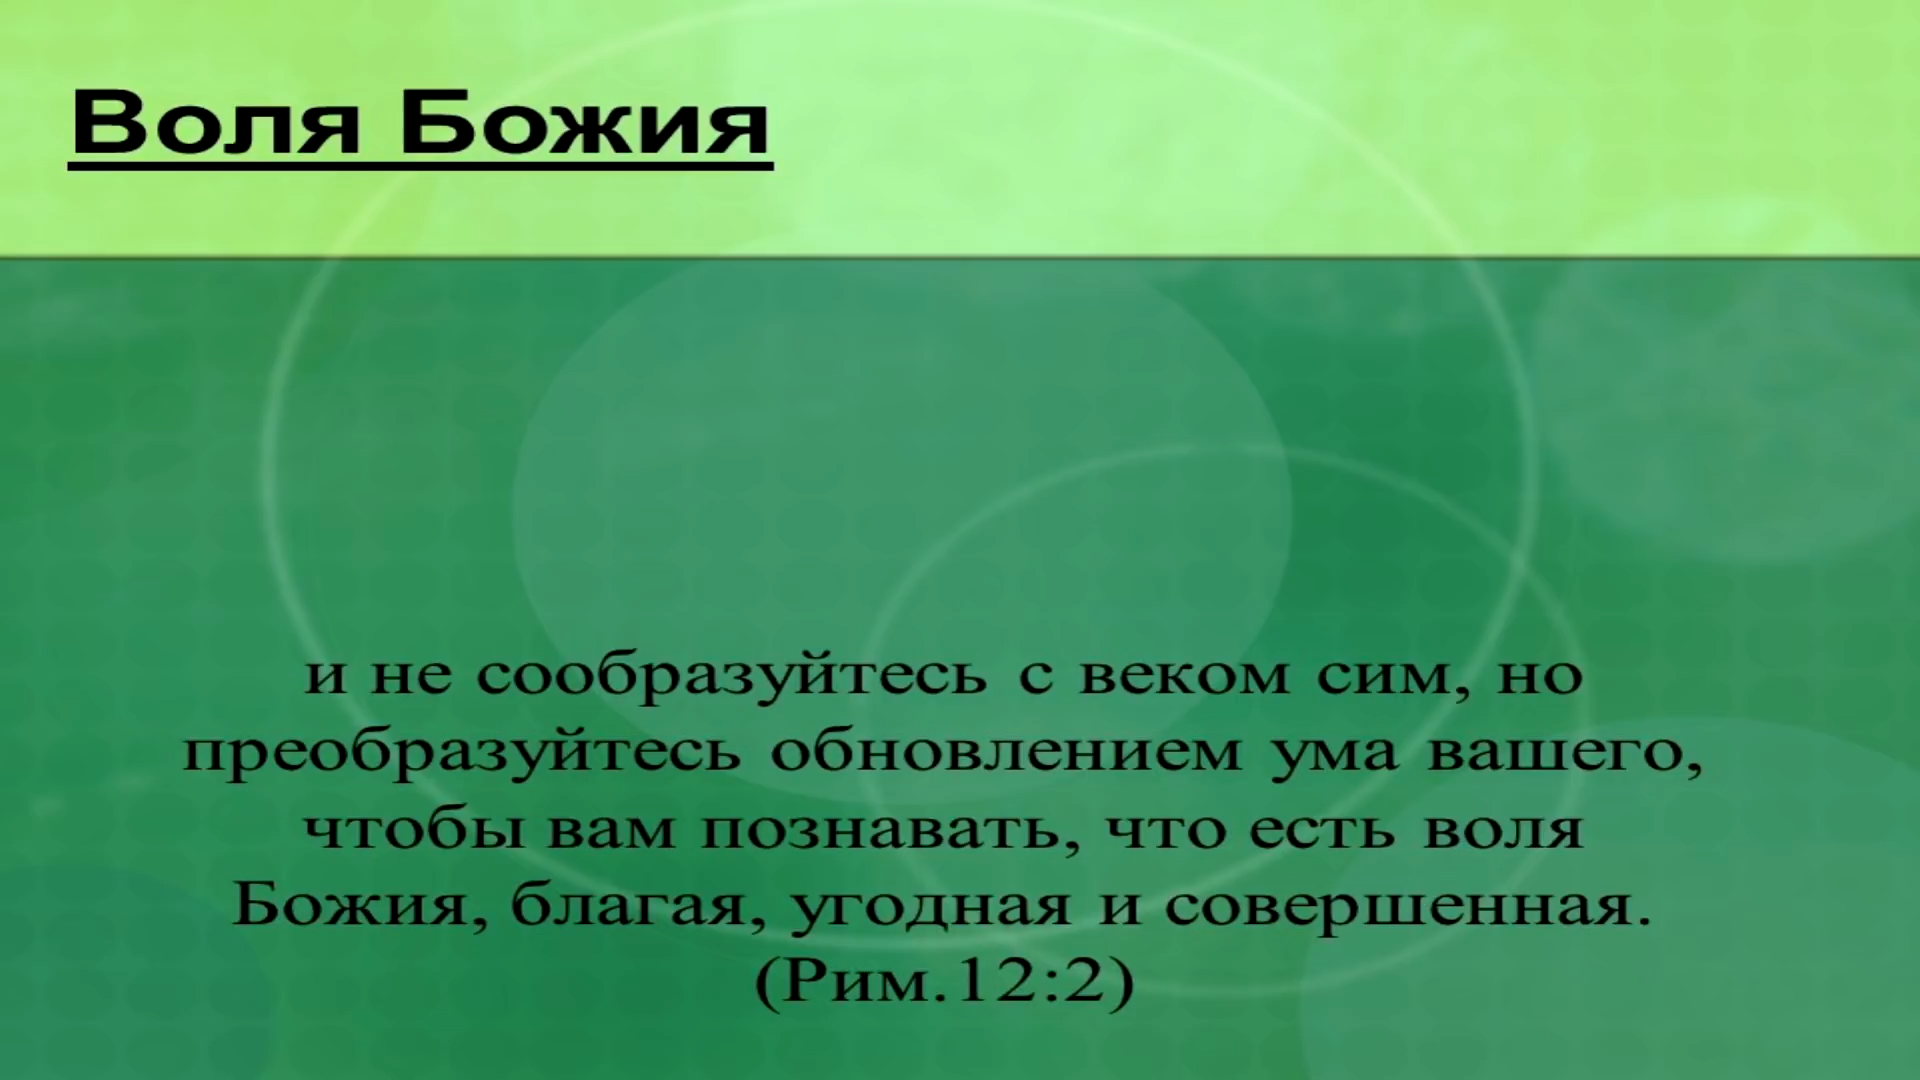 Воля Божия
и не сообразуйтесь с веком сим, но
преобразуйтесь обновлением ума вашего,
чтобы вам познавать, что есть воля
Божия, благая, угодная и совершенная.
(Рим.12:2)